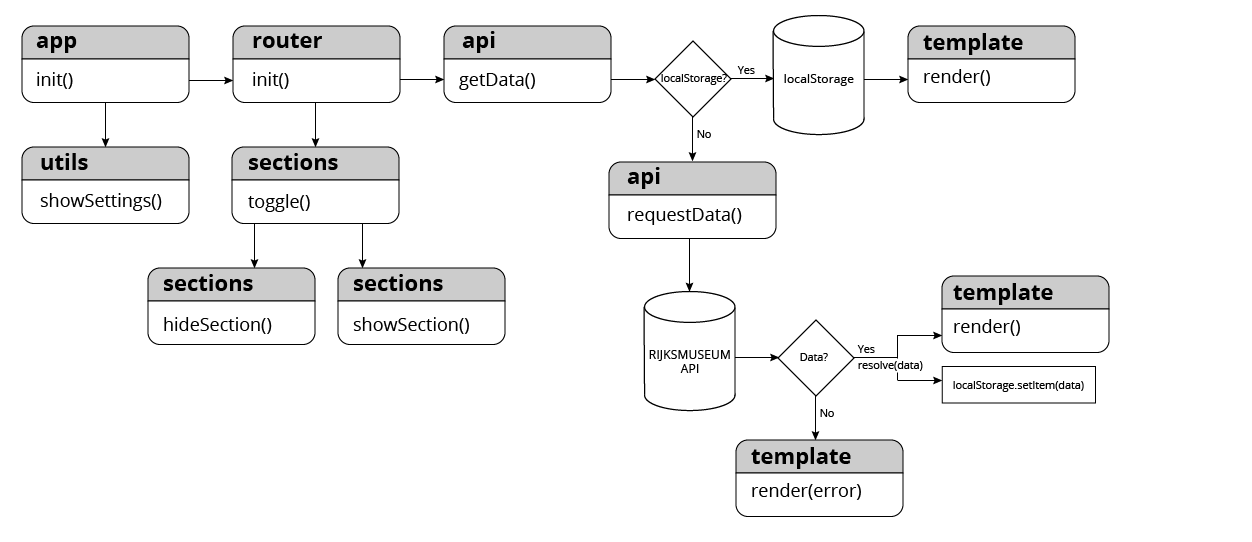 app
init()
router
init()
api
getData()
localStorage?
Yes
localStorage
template
render()
No
utils
showSettings()
sections
toggle()
api
requestData()
sections
hideSection()
sections
showSection()
RIJKSMUSEUM
API
Data?
Yes
resolve(data)
template
render()
localStorage.setItem(data)
No
template
render(error)